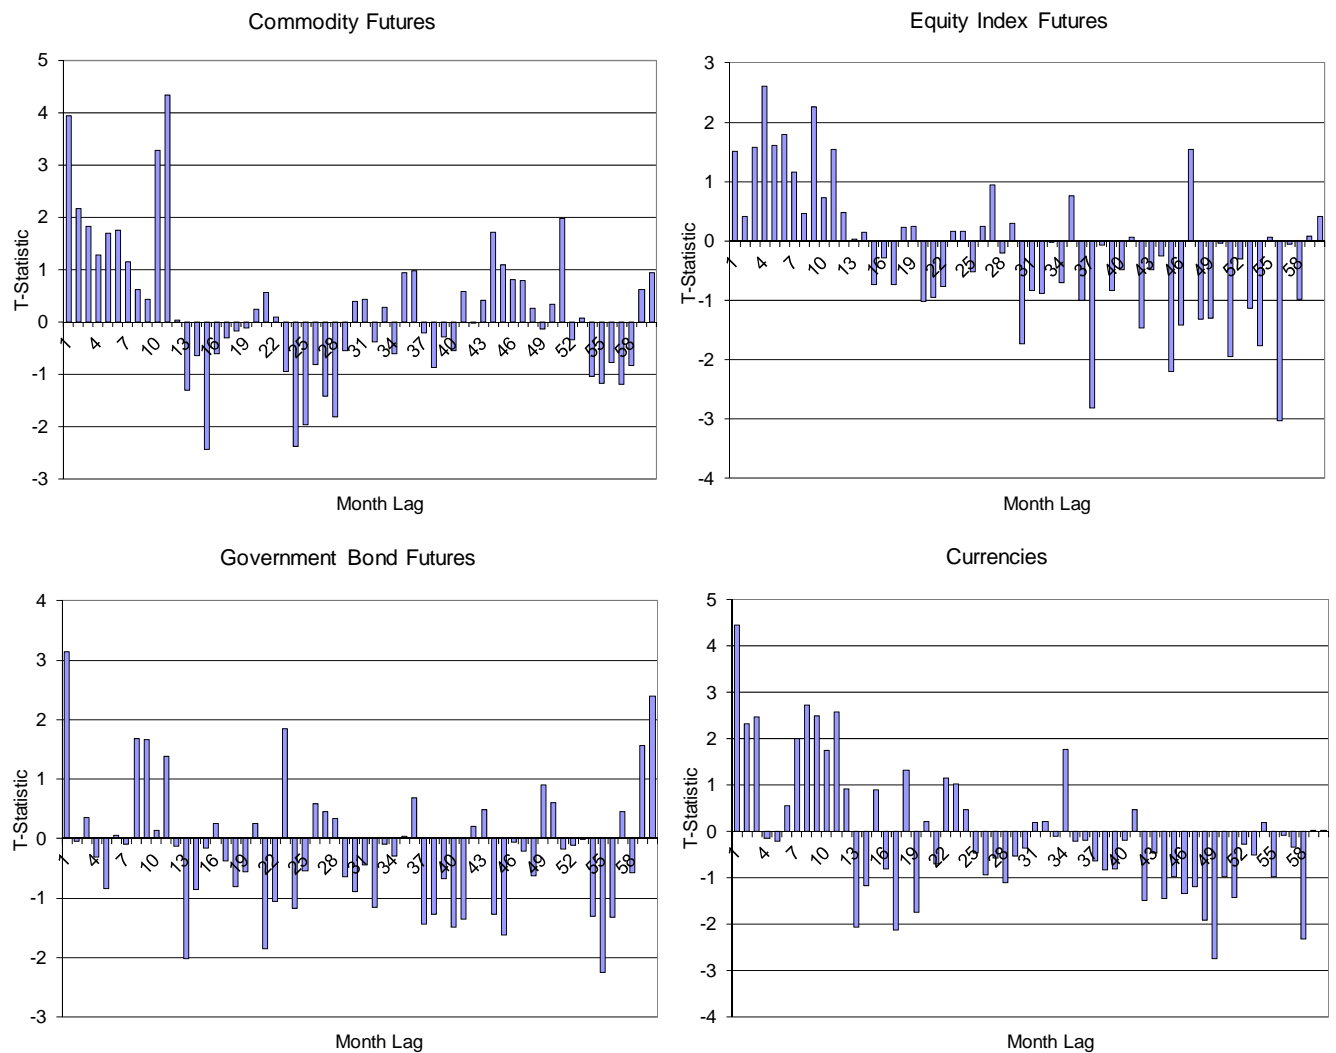 Commodity Futures
5
4
3
2
1
0
-1
-2
-3
T-Statistic
1 4 7 10 13 16 19 22 25 28 31 34 37 40 43 46 49 52 55 58
Month Lag
Equity Index Futures
3
2
1
0
-1
-2
-3
-4
T-Statistic
1 4 7 10 13 16 19 22 25 28 31 34 37 40 43 46 49 52 55 58
Month Lag
Government Bond Futures
4
3
2
1
0
-1
-2
-3
T-Statistic
1 4 7 10 13 16 19 22 25 28 31 34 37 40 43 46 49 52 55 58
Month Lag
Currencies
5
4
3
2
1
0
-1
-2
-3
-4
T-Statistic
1 4 7 10 13 16 19 22 25 28 31 34 37 40 43 46 49 52 55 58
Month Lag